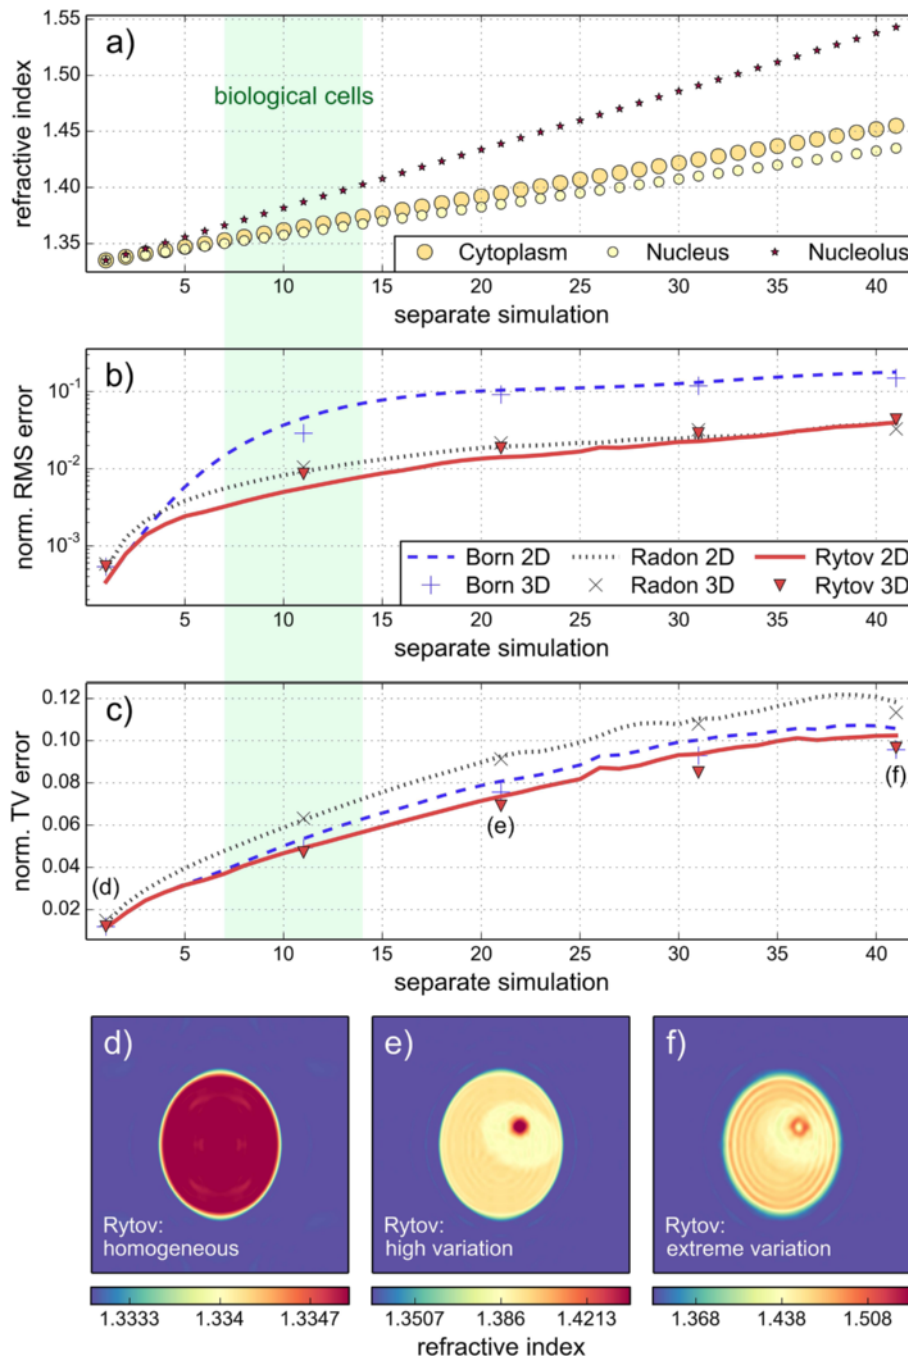 a)
biological cells
refractive index
1.55
1.50
1.45
1.40
1.35
Cytoplasm Nucleus Nucleolus
5 10 15 20 25 30 35 40
separate simulation
b)
norm. RMS error
10⁻¹
10⁻²
10⁻³
Born 2D Radon 2D Rytov 2D
Born 3D Radon 3D Rytov 3D
5 10 15 20 25 30 35 40
separate simulation
c)
norm. TV error
0.12
0.10
0.08
0.06
0.04
0.02
(d)
(e)
(f)
5 10 15 20 25 30 35 40
separate simulation
d)
Rytov:
homogeneous
1.3333 1.334 1.3347
e)
Rytov:
high variation
1.3507 1.386 1.4213
f)
Rytov:
extreme variation
1.368 1.438 1.508
refractive index